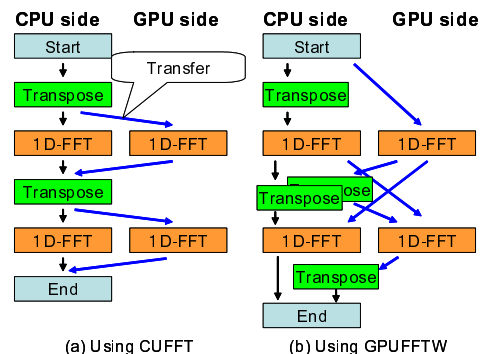 CPU side GPU side CPU side GPU side
Start
Transfer
Transpose
1D-FFT 1D-FFT
Transpose
1D-FFT 1D-FFT
End
(a) Using CUFFT
Start
Transpose
1D-FFT 1D-FFT
Transpose
Transpose
1D-FFT 1D-FFT
Transpose
End
(b) Using GPUFFTW